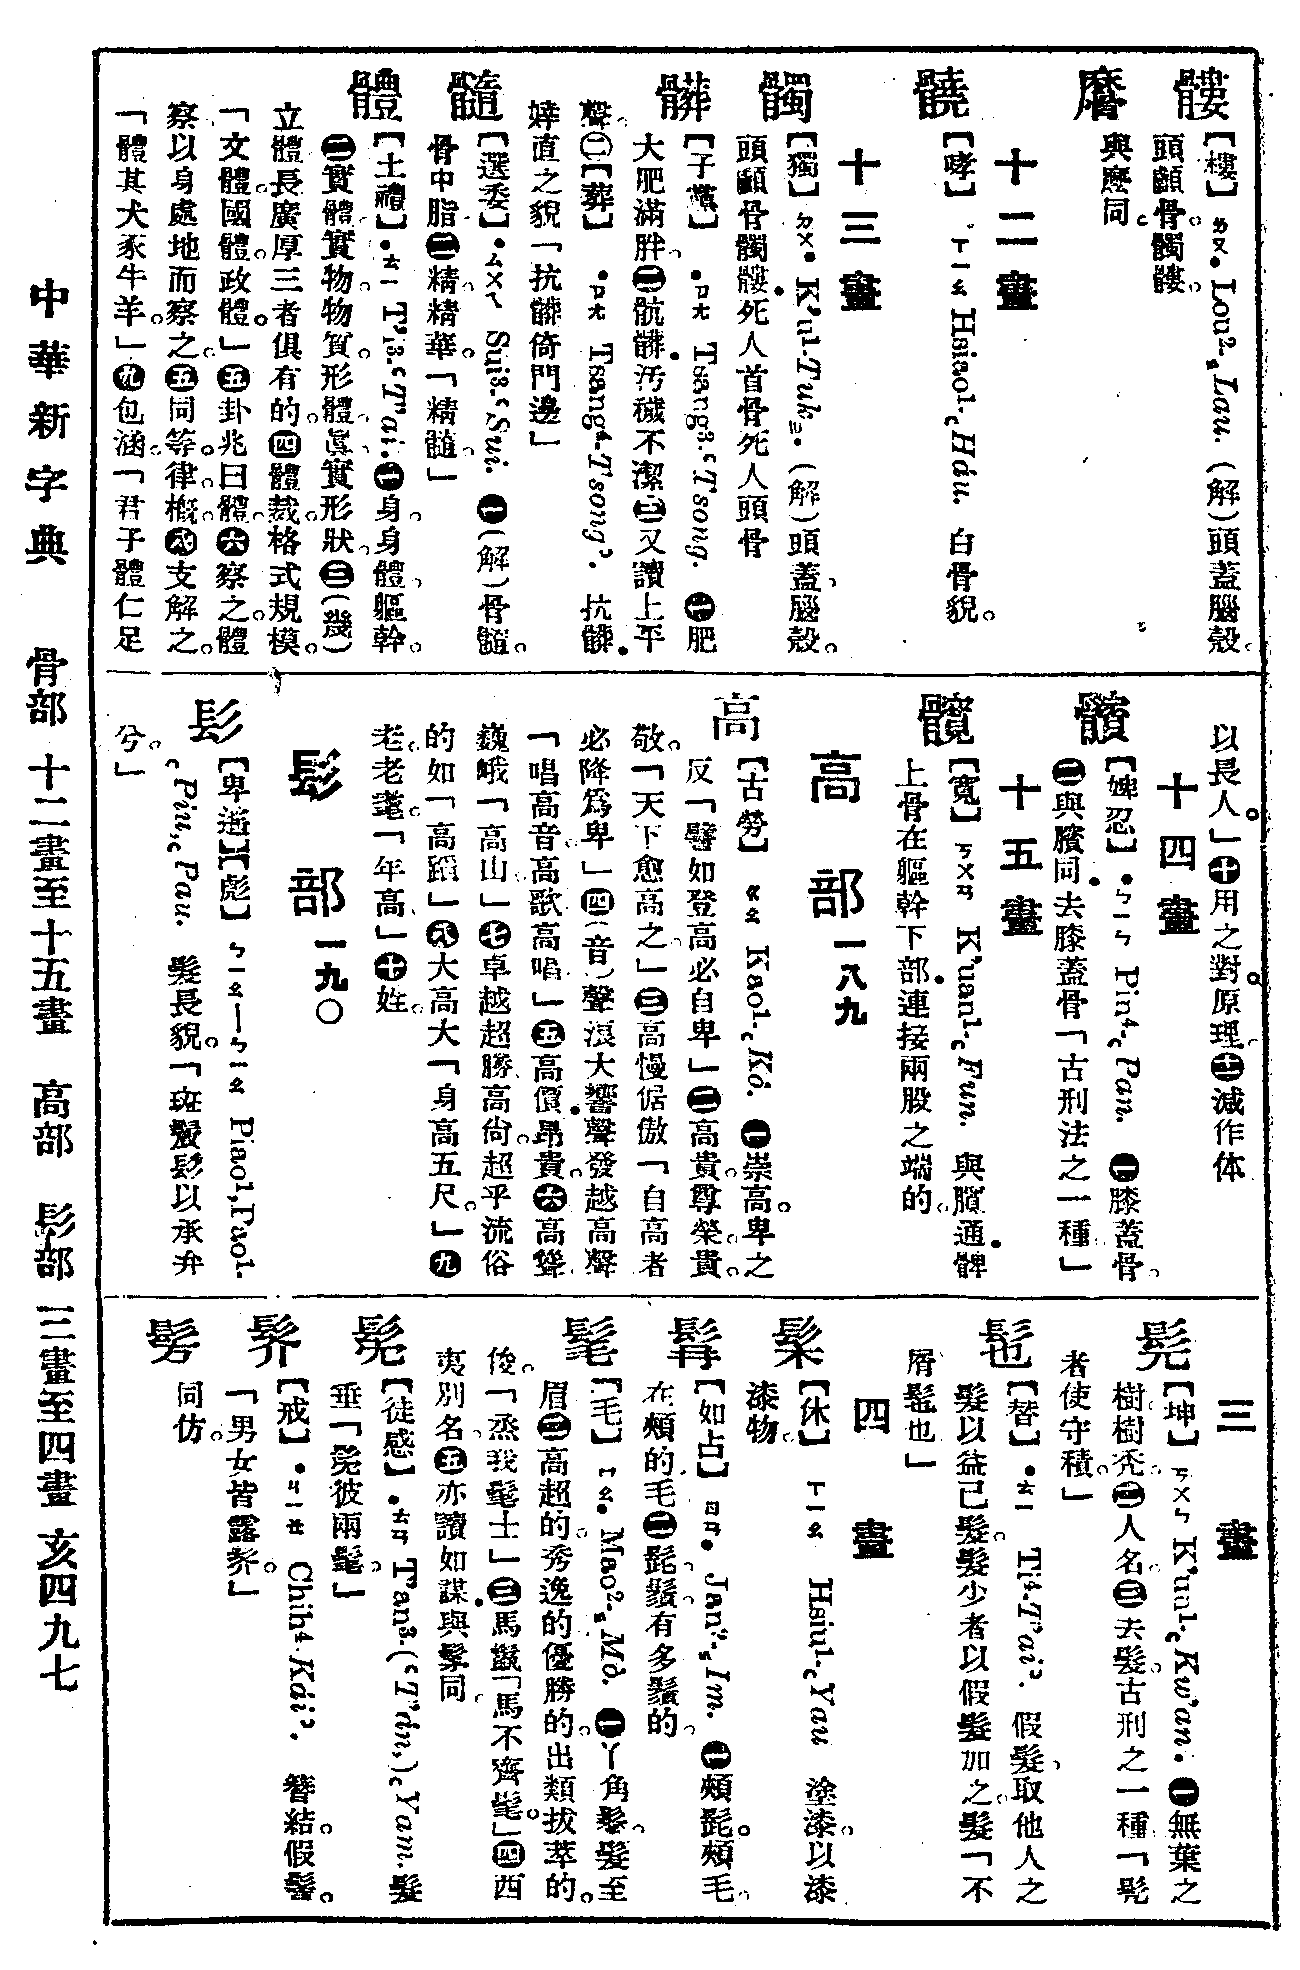 髏
【樓】ㄌㄡ. Lou². ₅Lau. (解)頭蓋。腦殼。
頭顱骨。髑髏。
髍
與麼同。
十二畫
髐
【哮】ㄒㄧㄠ Hsiao¹. ꜀Háu. 白骨貌。
十三畫
髑
【獨】ㄉㄨ. K'u¹. Tuk₌. (解)頭蓋。腦殼。
頭顱骨髑髏死人首骨死人頭骨
髒
【子黨】 ㄗㄤ Tsang³. ꜂Tsong. ㊀肥
大肥滿胖。㊁骯髒。汚穢不潔㊂又讀上平
聲。㊁【葬】 ㄗㄤ Tsang⁴. Tsong꜄. 抗髒。
婞直之貌「抗髒倚門邊」
髓
【選委】ㄙㄨㄟ Sui³. ꜂Sui. ㊀(解)骨髓。
骨中脂㊁精。精華。「精髓」
體
【土禮】ㄊㄧ T'i³. ꜂T'ai. ㊀身。身體。軀幹
㊁實體。實物。物質。形體。眞實形狀。㊂(幾)
立體。長廣厚三者俱有的。㊃體裁。格式。規模。
「文體。國體。政體。」㊄卦兆曰體。㊅察之。體
察。以身處地而察之。㊄同等。律。概。㊇支解之。
「體其犬豕牛羊。」㊈包涵。「君子體仁足
以長人。」㊉用之對。原理。⑪減作体
十四畫
髕
【婢忍】ㄅㄧㄣ Pin⁴. ꜀Pan. ㊀膝蓋骨。
㊁與臏同去膝蓋骨「古刑法之一種。」
十五畫
髖
【寬】ㄎㄨㄢ K'uan¹. ꜀Fun. 與臗通髀
上骨在軀幹下部連接兩股之端的。
高部 一八九
高
【古勞】 ㄍㄠ Kao¹. ꜀Kó. ㊀崇高。卑之
反「譬如登高必自卑」㊁高貴。尊榮。貴。
敬。「天下愈高之。」㊂高慢倨傲「自高者
必降爲卑」㊃(音)聲浪大響聲發越高聲
「唱高音。高歌高唱」㊄高價。昂貴。㊅高聳
巍峨「高山」㊆卓越超勝高尙。超乎流俗
的如「高蹈」㊇大高大「身高五尺。」㊈
老。老耄。「年高」㊉姓。
髟部 一九〇
髟
【卑遙】【彪】 ㄅㄧㄠ—ㄅㄧㄠ Piao¹, Pao¹.
꜀Piu, ꜀Pau. 髮長貌。「斑鬢髟以承弁
兮。」
三畫
髡
【坤】ㄎㄨㄣ K'un¹. ꜀Kw'an. ㊀無葉之
樹樹禿。㊁人名。㊂去髮。古刑之一種「髡
者使守積。」
髢
【替】ㄊㄧ Ti⁴. T'ai꜄. 假髮。取他人之
髮以益己髮。髮少者以假髮加之。髮「不
屑髢也」
四畫
髤
【休】 ㄒㄧㄠ Hsiu¹. ꜀Yau 塗漆。以漆
漆物。
髯
【如占】ㄖㄢ. Jan². ₅Im. ㊀頰髭。頰毛。
在頰的毛㊁髭。鬚。有多鬚的。
髦
【毛】ㄇㄠ. Mao². ₅Mò. ㊀丫角髮。髮至
眉㊁高超的。秀逸的優勝的。出類拔萃的。
俊。「烝我髦士」㊂馬鬣「馬不齊髦。」㊃西
夷別名。㊄亦讀如謀與髳同。
髧
【徒感】ㄊㄢ T'an³. (꜂T'án,) ꜀Yam. 髮
垂「髧彼兩髦。」
髺
【戒】ㄐㄧㄝ Chih⁴. Kái꜄. 簪結。假髻。
「男女皆露紒。」
髣
同仿。
中華新字典 骨部 十二畫至十五畫 高部 髟部 三畫至四畫 亥四九七